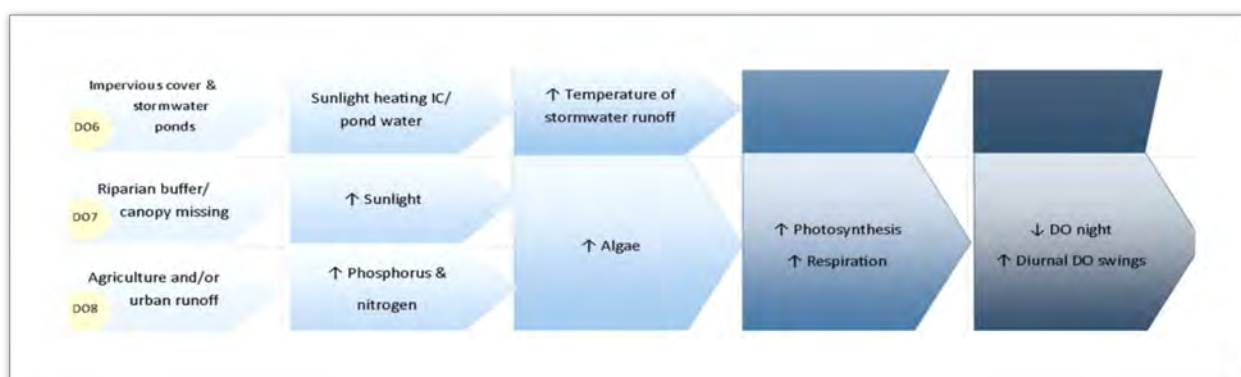 Impervious cover &
stormwater
ponds
DO6
Sunlight heating IC/
pond water
↑ Temperature of
stormwater runoff
Riparian buffer/
canopy missing
DO7
↑ Sunlight
↑ Algae
↑ Photosynthesis
↑ Respiration
↓ DO night
↑ Diurnal DO swings
Agriculture and/or
urban runoff
DO8
↑ Phosphorus &
nitrogen